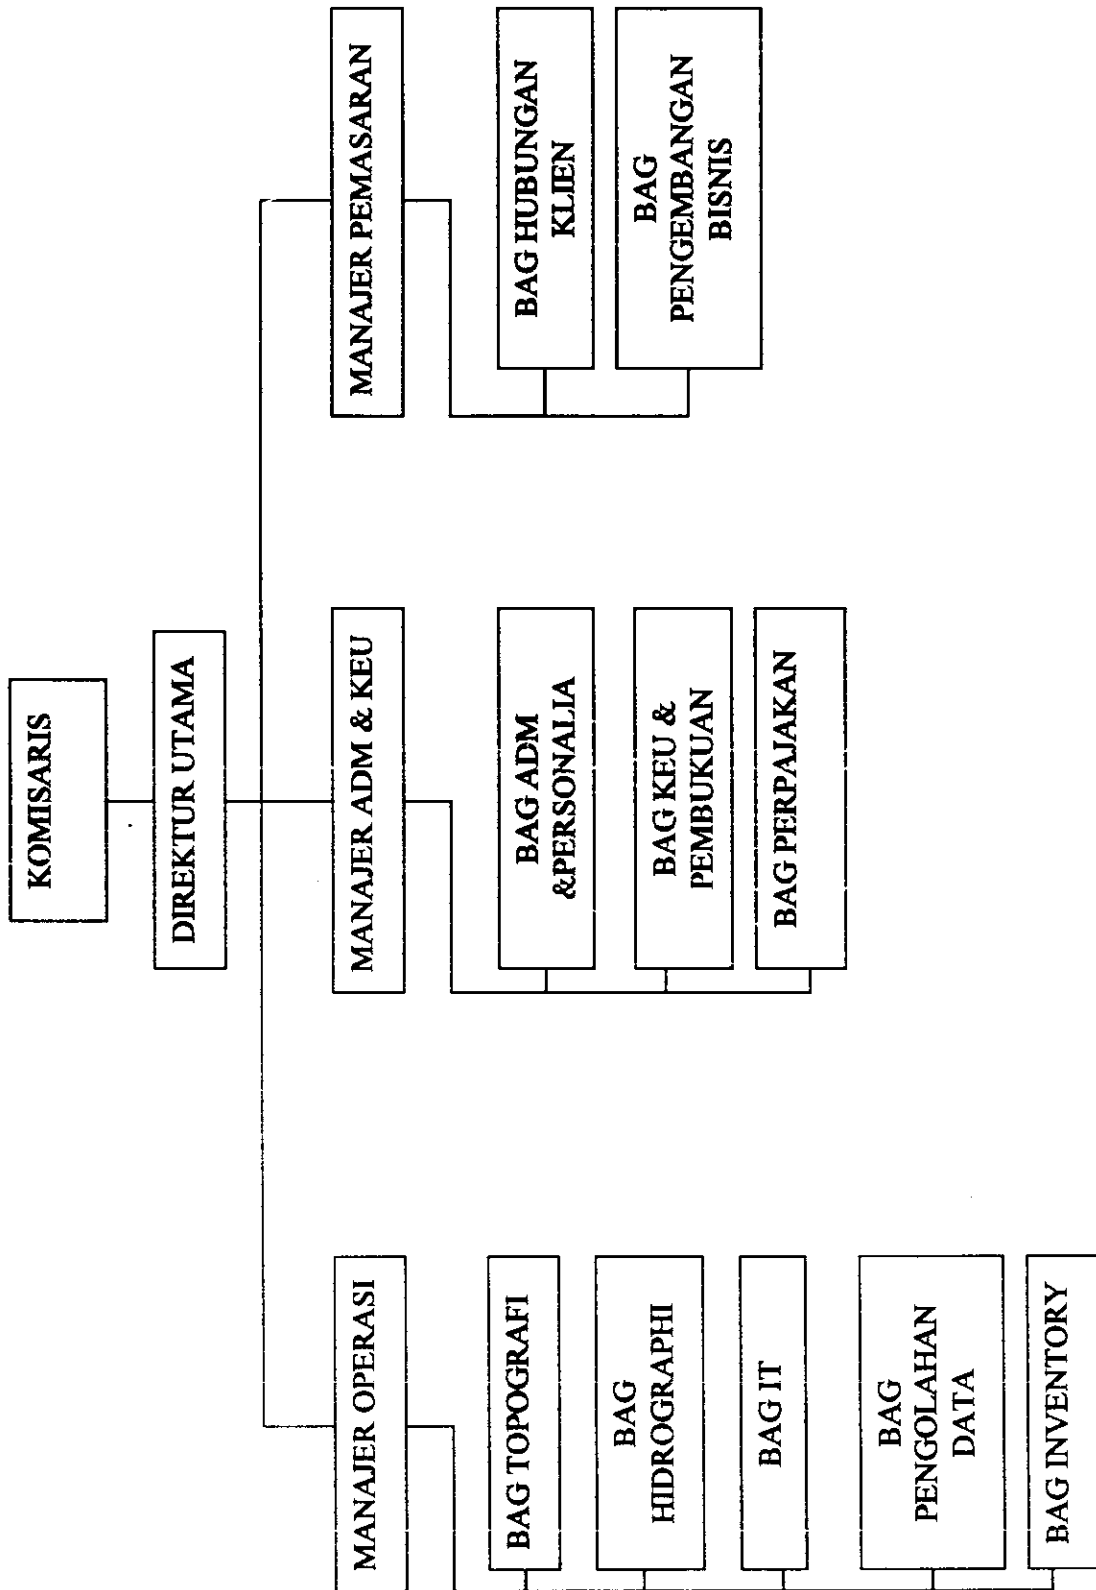 KOMISARIS
DIREKTUR UTAMA
MANAJER OPERASI
BAG TOPOGRAFI
BAG
HIDROGRAPHI
BAG IT
BAG
PENGOLAHAN
DATA
BAG INVENTORY
MANAJER ADM & KEU
BAG ADM
&PERSONALIA
BAG KEU &
PEMBUKUAN
BAG PERPAJAKAN
MANAJER PEMASARAN
BAG HUBUNGAN
KLIEN
BAG
PENGEMBANGAN
BISNIS